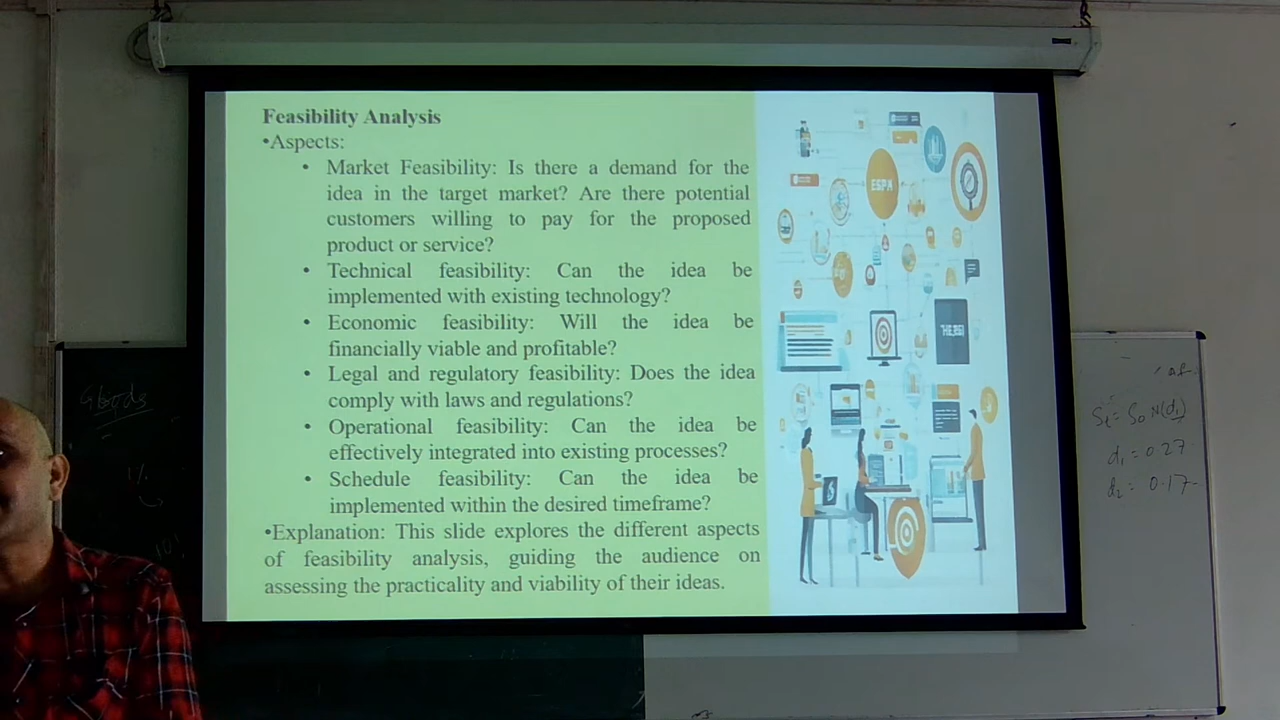 Feasibility Analysis
•Aspects:
• Market Feasibility: Is there a demand for the
idea in the target market? Are there potential
customers willing to pay for the proposed
product or service?
• Technical feasibility: Can the idea be
implemented with existing technology?
• Economic feasibility: Will the idea be
financially viable and profitable?
• Legal and regulatory feasibility: Does the idea
comply with laws and regulations?
• Operational feasibility: Can the idea be
effectively integrated into existing processes?
• Schedule feasibility: Can the idea be
implemented within the desired timeframe?
•Explanation: This slide explores the different aspects
of feasibility analysis, guiding the audience on
assessing the practicality and viability of their ideas.
ESPA
d₁ = 0.27
d₂ = 0.17